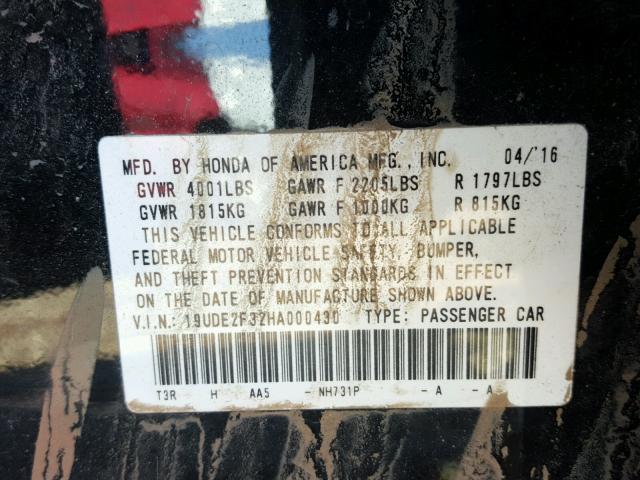 MFD. BY HONDA OF AMERICA MFG., INC. 04/'16
GVWR 4001LBS GAWR F 2205LBS R 1797LBS
GVWR 1815KG GAWR F 1000KG R 815KG
THIS VEHICLE CONFORMS TO ALL APPLICABLE
FEDERAL MOTOR VEHICLE SAFETY, BUMPER,
AND THEFT PREVENTION STANDARDS IN EFFECT
ON THE DATE OF MANUFACTURE SHOWN ABOVE.
V.I.N.: 19UDE2F32HA000430 TYPE: PASSENGER CAR
T3R H AA5 - NH731P - A - A